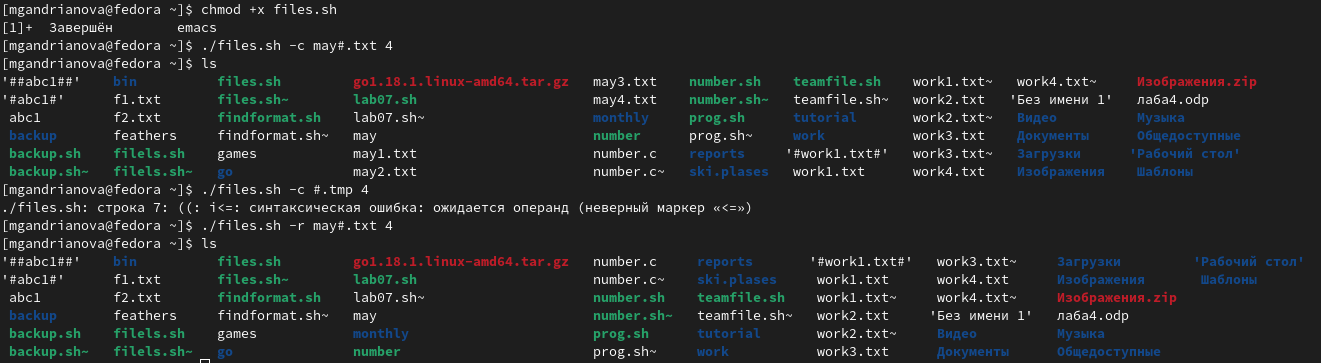 [mgandrianova@fedora ~]$ chmod +x files.sh
[1]+  Завершён        emacs
[mgandrianova@fedora ~]$ ./files.sh -c may#.txt 4
[mgandrianova@fedora ~]$ ls
'##abc1##'   bin   files.sh   go1.18.1.linux-amd64.tar.gz   may3.txt   number.sh   teamfile.sh   work1.txt~   work4.txt~   Изображения.zip
'#abc1#'   f1.txt   files.sh~   lab07.sh   may4.txt   number.sh~   teamfile.sh~   work2.txt   'Без имени 1'   лаба4.odp
abc1   f2.txt   findformat.sh   lab07.sh~   monthly   prog.sh   tutorial   work2.txt~   Видео   Музыка
backup   feathers   findformat.sh~   may   number   prog.sh~   work   work3.txt   Документы   Общедоступные
backup.sh   filels.sh   games   may1.txt   number.c   reports   '#work1.txt#'   work3.txt~   Загрузки   'Рабочий стол'
backup.sh~   filels.sh~   go   may2.txt   number.c~   ski.plases   work1.txt   work4.txt   Изображения   Шаблоны
[mgandrianova@fedora ~]$ ./files.sh -c #.tmp 4
./files.sh: строка 7: ((: i<=: синтаксическая ошибка: ожидается операнд (неверный маркер «<=»)
[mgandrianova@fedora ~]$ ./files.sh -r may#.txt 4
[mgandrianova@fedora ~]$ ls
'##abc1##'   bin   files.sh   go1.18.1.linux-amd64.tar.gz   number.c   reports   '#work1.txt#'   work3.txt~   Загрузки   'Рабочий стол'
'#abc1#'   f1.txt   files.sh~   lab07.sh   number.c~   ski.plases   work1.txt   work4.txt   Изображения   Шаблоны
abc1   f2.txt   findformat.sh   lab07.sh~   number.sh   teamfile.sh   work1.txt~   work4.txt~   Изображения.zip
backup   feathers   findformat.sh~   may   number.sh~   teamfile.sh~   work2.txt   'Без имени 1'   лаба4.odp
backup.sh   filels.sh   games   monthly   prog.sh   tutorial   work2.txt~   Видео   Музыка
backup.sh~   filels.sh~   go   number   prog.sh~   work   work3.txt   Документы   Общедоступные